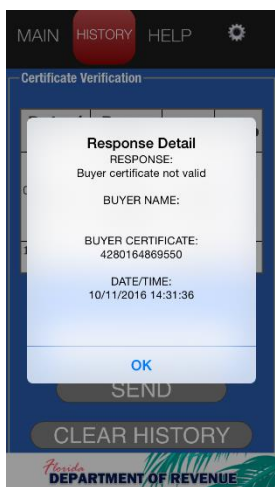 MAIN HISTORY HELP
Certificate Verification
Response Detail
RESPONSE:
Buyer certificate not valid
BUYER NAME:
BUYER CERTIFICATE:
4280164869550
DATE/TIME:
10/11/2016 14:31:36
OK
SEND
CLEAR HISTORY
Florida
DEPARTMENT OF REVENUE